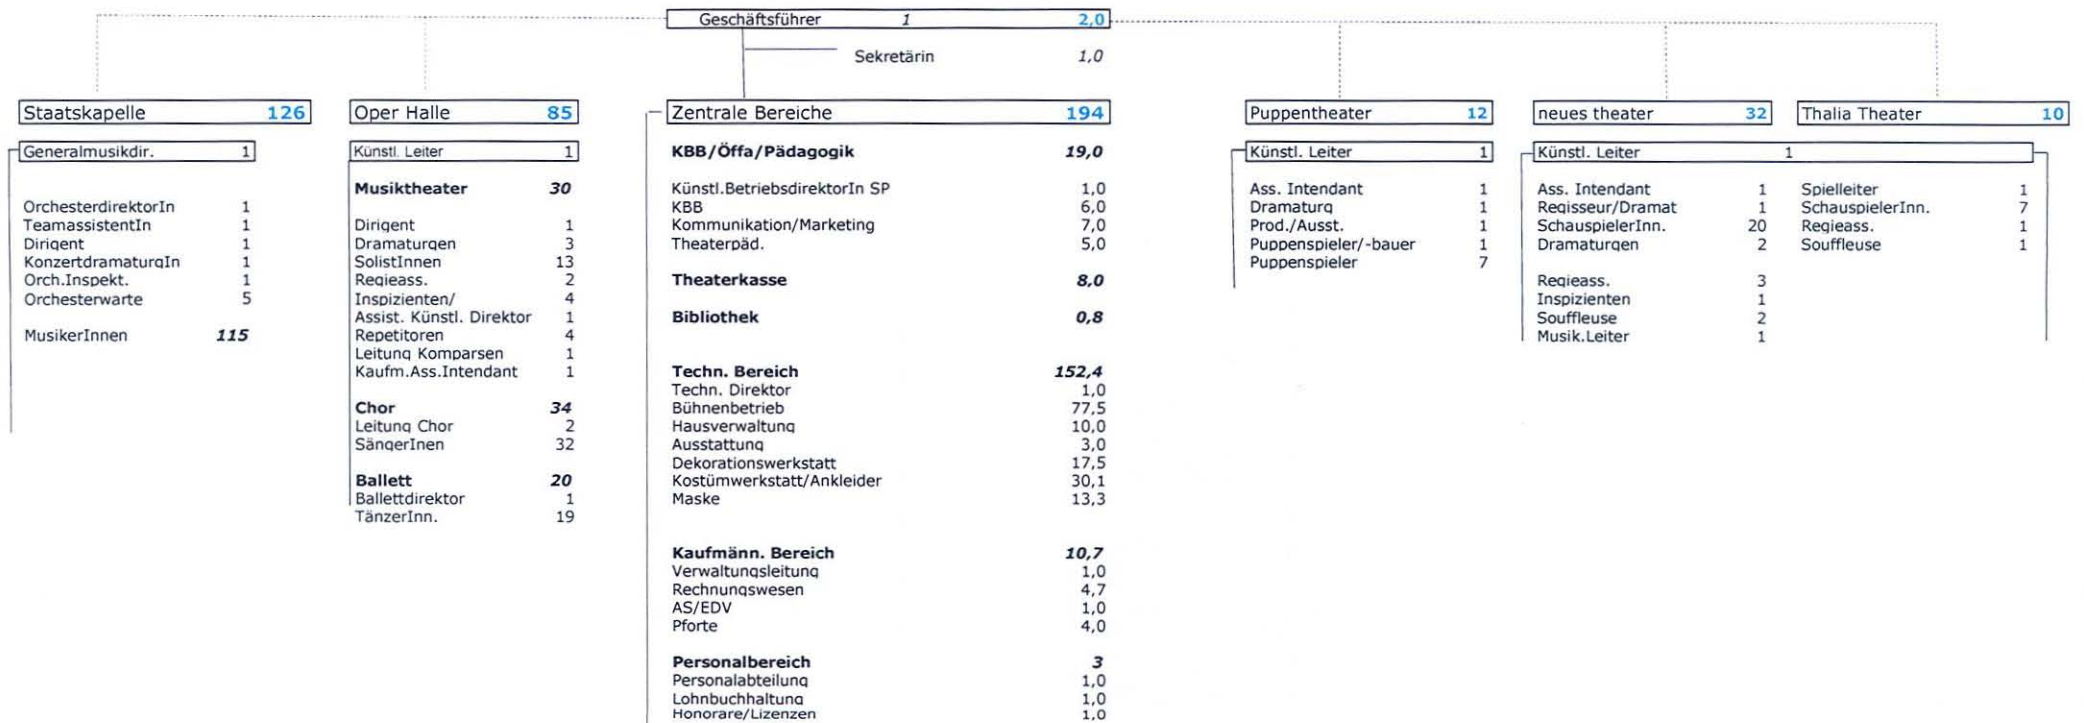 Geschäftsführer 1 2,0
Sekretärin 1,0
Staatskapelle 126
Generalmusikdir. 1
OrchesterdirektorIn 1
TeamassistentIn 1
Dirigent 1
KonzertdramaturgIn 1
Orch.Inspekt. 1
Orchesterwarte 5
MusikerInnen 115
Oper Halle 85
Künstl. Leiter 1
Musiktheater 30
Dirigent 1
Dramaturgen 3
SolistInnen 13
Regieass. 2
Inspizienten/ 4
Assist. Künstl. Direktor 1
Repetitoren 4
Leitung Komparsen 1
Kaufm.Ass.Intendant 1
Chor 34
Leitung Chor 2
SängerInen 32
Ballett 20
Ballettdirektor 1
TänzerInn. 19
Zentrale Bereiche 194
KBB/Öffa/Pädagogik 19,0
Künstl.BetriebsdirektorIn SP 1,0
KBB 6,0
Kommunikation/Marketing 7,0
Theaterpäd. 5,0
Theaterkasse 8,0
Bibliothek 0,8
Techn. Bereich 152,4
Techn. Direktor 1,0
Bühnenbetrieb 77,5
Hausverwaltung 10,0
Ausstattung 3,0
Dekorationswerkstatt 17,5
Kostümwerkstatt/Ankleider 30,1
Maske 13,3
Kaufmänn. Bereich 10,7
Verwaltungsleitung 1,0
Rechnungswesen 4,7
AS/EDV 1,0
Pforte 4,0
Personalbereich 3
Personalabteilung 1,0
Lohnbuchhaltung 1,0
Honorare/Lizenzen 1,0
Puppentheater 12
Künstl. Leiter 1
Ass. Intendant 1
Dramaturg 1
Prod./Ausst. 1
Puppenspieler/-bauer 1
Puppenspieler 7
neues theater 32
Thalia Theater 10
Künstl. Leiter 1
Ass. Intendant 1
Regisseur/Dramat 1
SchauspielerInn. 20
Dramaturgen 2
Regieass. 3
Inspizienten 1
Souffleuse 2
Musik.Leiter 1
Spielleiter 1
SchauspielerInn. 7
Regieass. 1
Souffleuse 1